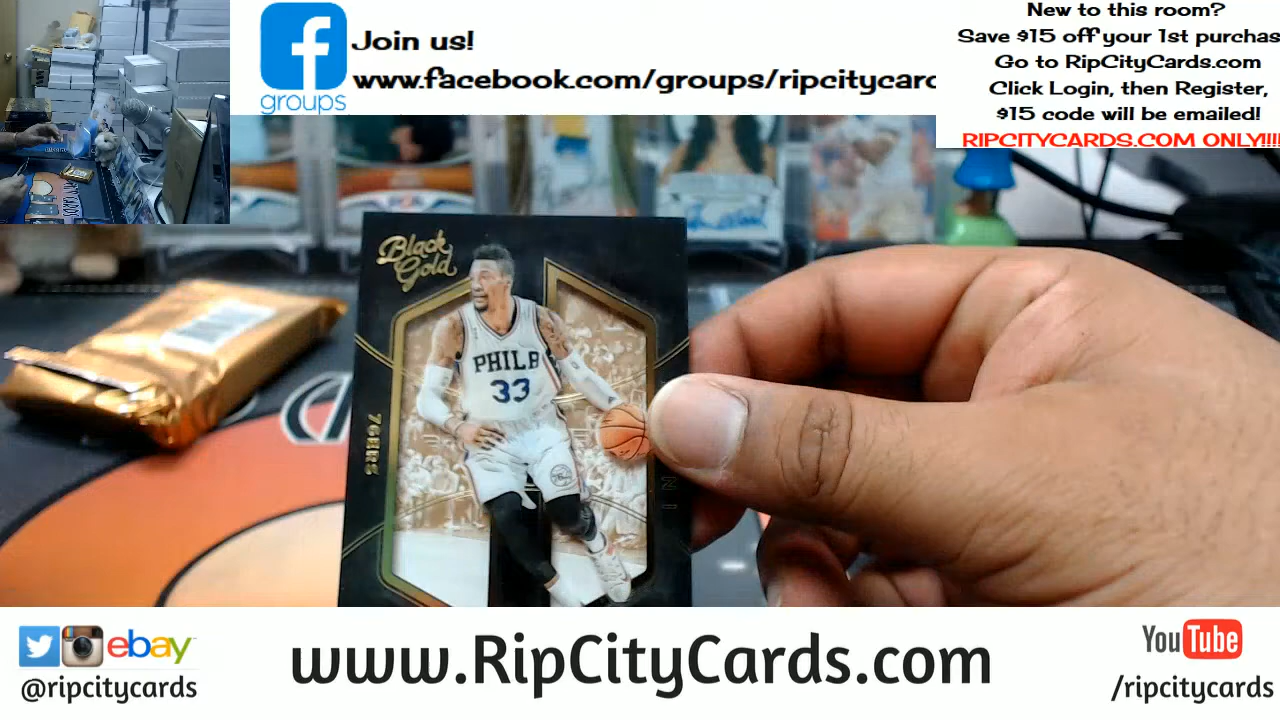 Join us!
www.facebook.com/groups/ripcitycarc
groups
New to this room?
Save $15 off your 1st purchas
Go to RipCityCards.com
Click Login, then Register,
$15 code will be emailed!
RIPCITYCARDS.COM ONLY!!!!
Black
Gold
PHILA
33
76ERS
ebay
@ripcitycards
www.RipCityCards.com
YouTube
/ripcitycards